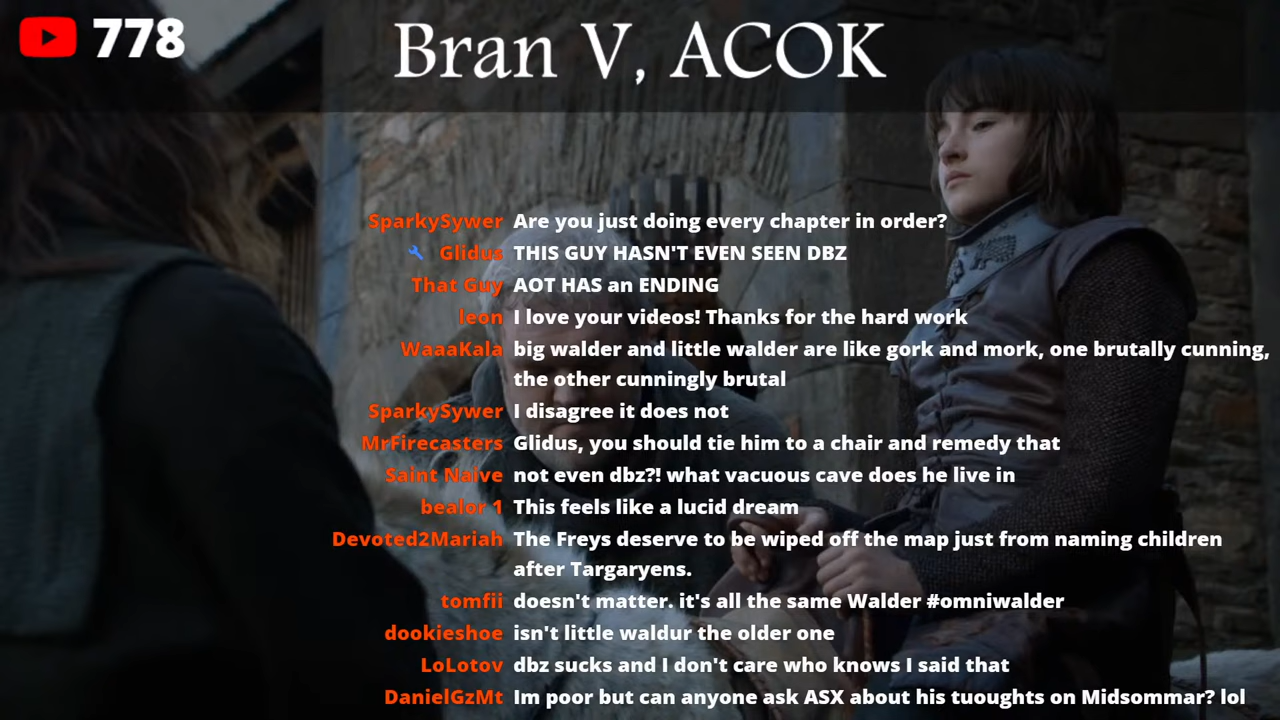 778
Bran V, ACOK
SparkySywer Are you just doing every chapter in order?
Glidus THIS GUY HASN'T EVEN SEEN DBZ
That Guy AOT HAS an ENDING
leon I love your videos! Thanks for the hard work
WaaaKala big walder and little walder are like gork and mork, one brutally cunning,
the other cunningly brutal
SparkySywer I disagree it does not
MrFirecasters Glidus, you should tie him to a chair and remedy that
Saint Naive not even dbz?! what vacuous cave does he live in
bealor 1 This feels like a lucid dream
Devoted2Mariah The Freys deserve to be wiped off the map just from naming children
after Targaryens.
tomfii doesn't matter. it's all the same Walder #omniwalder
dookieshoe isn't little waldur the older one
LoLotov dbz sucks and I don't care who knows I said that
DanielGzMt Im poor but can anyone ask ASX about his tuoughts on Midsommar? lol